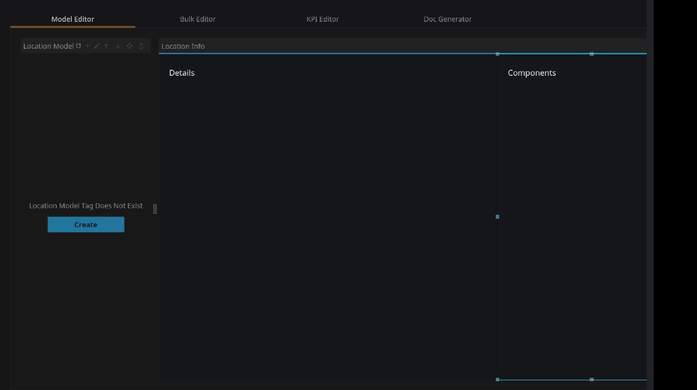 Model Editor
Bulk Editor
KPI Editor
Doc Generator
Location Model
Location Info
Details
Components
Location Model Tag Does Not Exist
Create